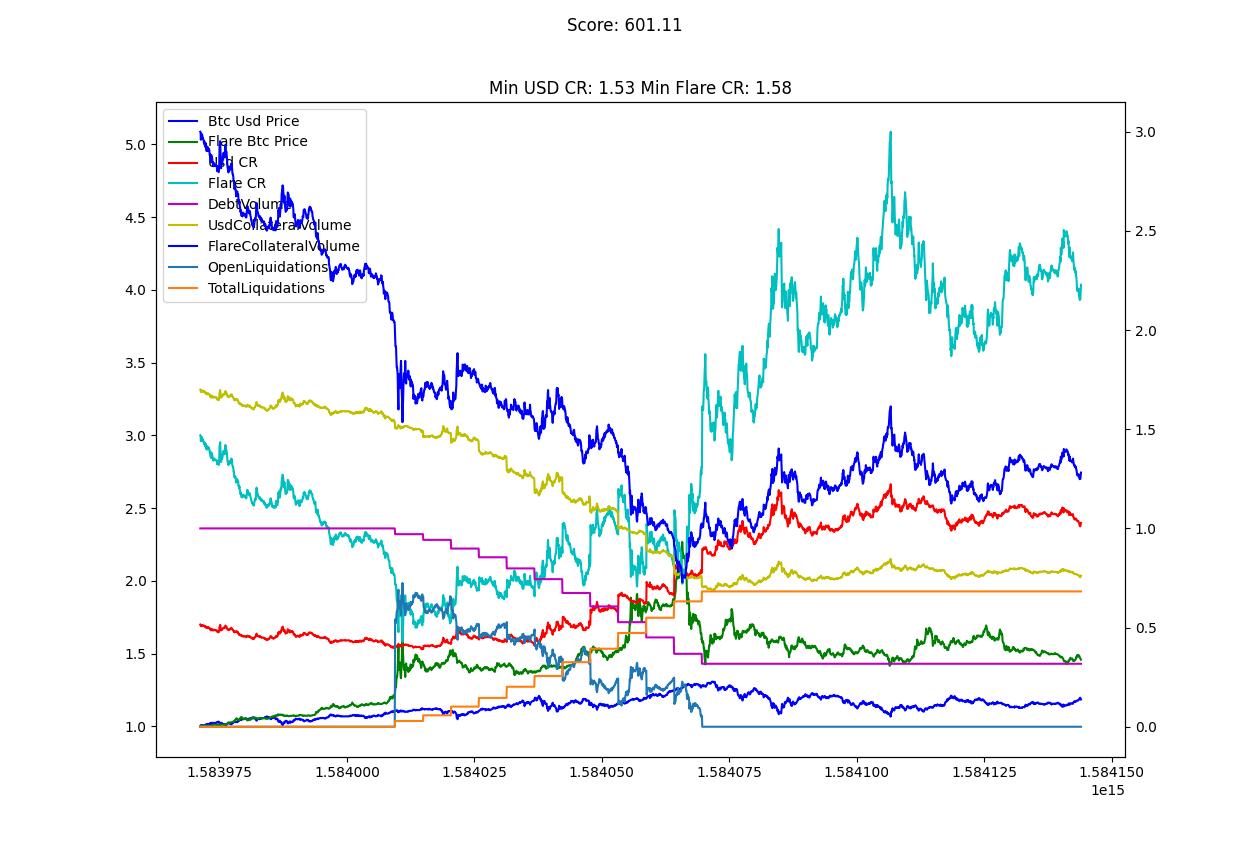 Score: 601.11
Min USD CR: 1.53 Min Flare CR: 1.58
Btc Usd Price
Flare Btc Price
Usd CR
Flare CR
DebtVolume
UsdCollateralVolume
FlareCollateralVolume
OpenLiquidations
TotalLiquidations
5.0
4.5
4.0
3.5
3.0
2.5
2.0
1.5
1.0
3.0
2.5
2.0
1.5
1.0
0.5
0.0
1.583975
1.584000
1.584025
1.584050
1.584075
1.584100
1.584125
1.584150
1e15